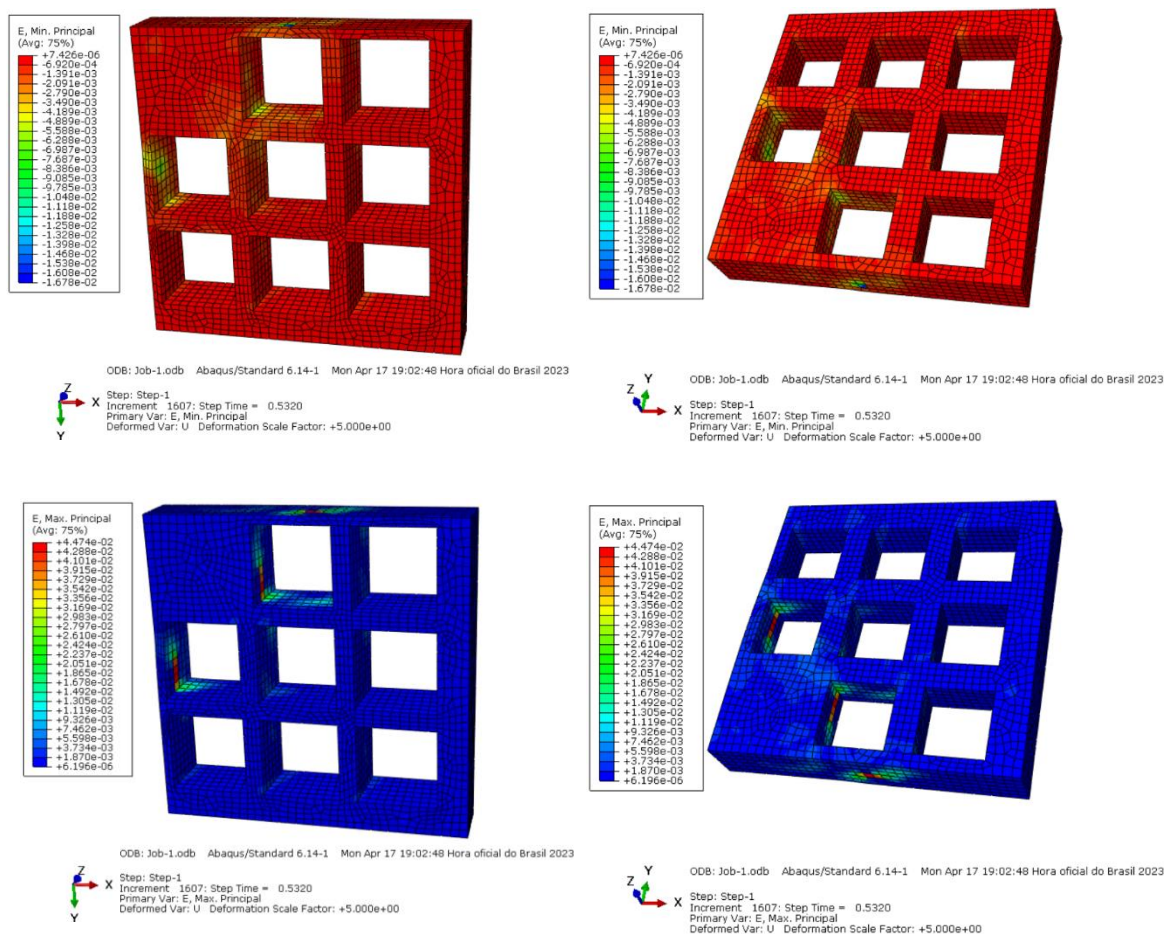 E, Min. Principal
(Avg: 75%)
+7.426e-06
-6.920e-04
-1.391e-03
-2.091e-03
-3.490e-03
-4.189e-03
-4.889e-03
-5.588e-03
-6.288e-03
-6.987e-03
-7.687e-03
-8.386e-03
-9.085e-03
-9.785e-03
-1.048e-02
-1.118e-02
-1.188e-02
-1.258e-02
-1.328e-02
-1.398e-02
-1.468e-02
-1.538e-02
-1.608e-02
-1.678e-02
ODB: Job-1.odb Abaqus/Standard 6.14-1 Mon Apr 17 19:02:48 Hora oficial do Brasil 2023
Z
X
Y
Step: Step-1
Increment 1607: Step Time = 0.5320
Primary Var: E, Min. Principal
Deformed Var: U Deformation Scale Factor: +5.000e+00
E, Min. Principal
(Avg: 75%)
+7.426e-06
-6.920e-04
-1.391e-03
-2.790e-03
-3.490e-03
-4.189e-03
-4.889e-03
-5.588e-03
-6.288e-03
-6.987e-03
-7.687e-03
-8.386e-03
-9.085e-03
-9.785e-03
-1.048e-02
-1.118e-02
-1.188e-02
-1.258e-02
-1.328e-02
-1.398e-02
-1.468e-02
-1.538e-02
-1.608e-02
-1.678e-02
ODB: Job-1.odb Abaqus/Standard 6.14-1 Mon Apr 17 19:02:48 Hora oficial do Brasil 2023
Y
Z
X
Step: Step-1
Increment 1607: Step Time = 0.5320
Primary Var: E, Min. Principal
Deformed Var: U Deformation Scale Factor: +5.000e+00
E, Max. Principal
(Avg: 75%)
+4.474e-02
+4.288e-02
+4.101e-02
+3.915e-02
+3.729e-02
+3.542e-02
+3.356e-02
+3.169e-02
+2.983e-02
+2.797e-02
+2.610e-02
+2.237e-02
+2.051e-02
+1.865e-02
+1.678e-02
+1.492e-02
+1.305e-02
+1.119e-02
+9.326e-03
+7.462e-03
+5.598e-03
+3.734e-03
+1.870e-03
+6.196e-06
ODB: Job-1.odb Abaqus/Standard 6.14-1 Mon Apr 17 19:02:48 Hora oficial do Brasil 2023
Z
X
Y
Step: Step-1
Increment 1607: Step Time = 0.5320
Primary Var: E, Max. Principal
Deformed Var: U Deformation Scale Factor: +5.000e+00
E, Max. Principal
(Avg: 75%)
+4.474e-02
+4.288e-02
+4.101e-02
+3.915e-02
+3.729e-02
+3.542e-02
+3.356e-02
+3.169e-02
+2.983e-02
+2.797e-02
+2.610e-02
+2.424e-02
+2.237e-02
+2.051e-02
+1.865e-02
+1.678e-02
+1.492e-02
+1.305e-02
+1.119e-02
+9.326e-03
+7.462e-03
+5.598e-03
+3.734e-03
+1.870e-03
+6.196e-06
ODB: Job-1.odb Abaqus/Standard 6.14-1 Mon Apr 17 19:02:48 Hora oficial do Brasil 2023
Y
Z
X
Step: Step-1
Increment 1607: Step Time = 0.5320
Primary Var: E, Max. Principal
Deformed Var: U Deformation Scale Factor: +5.000e+00